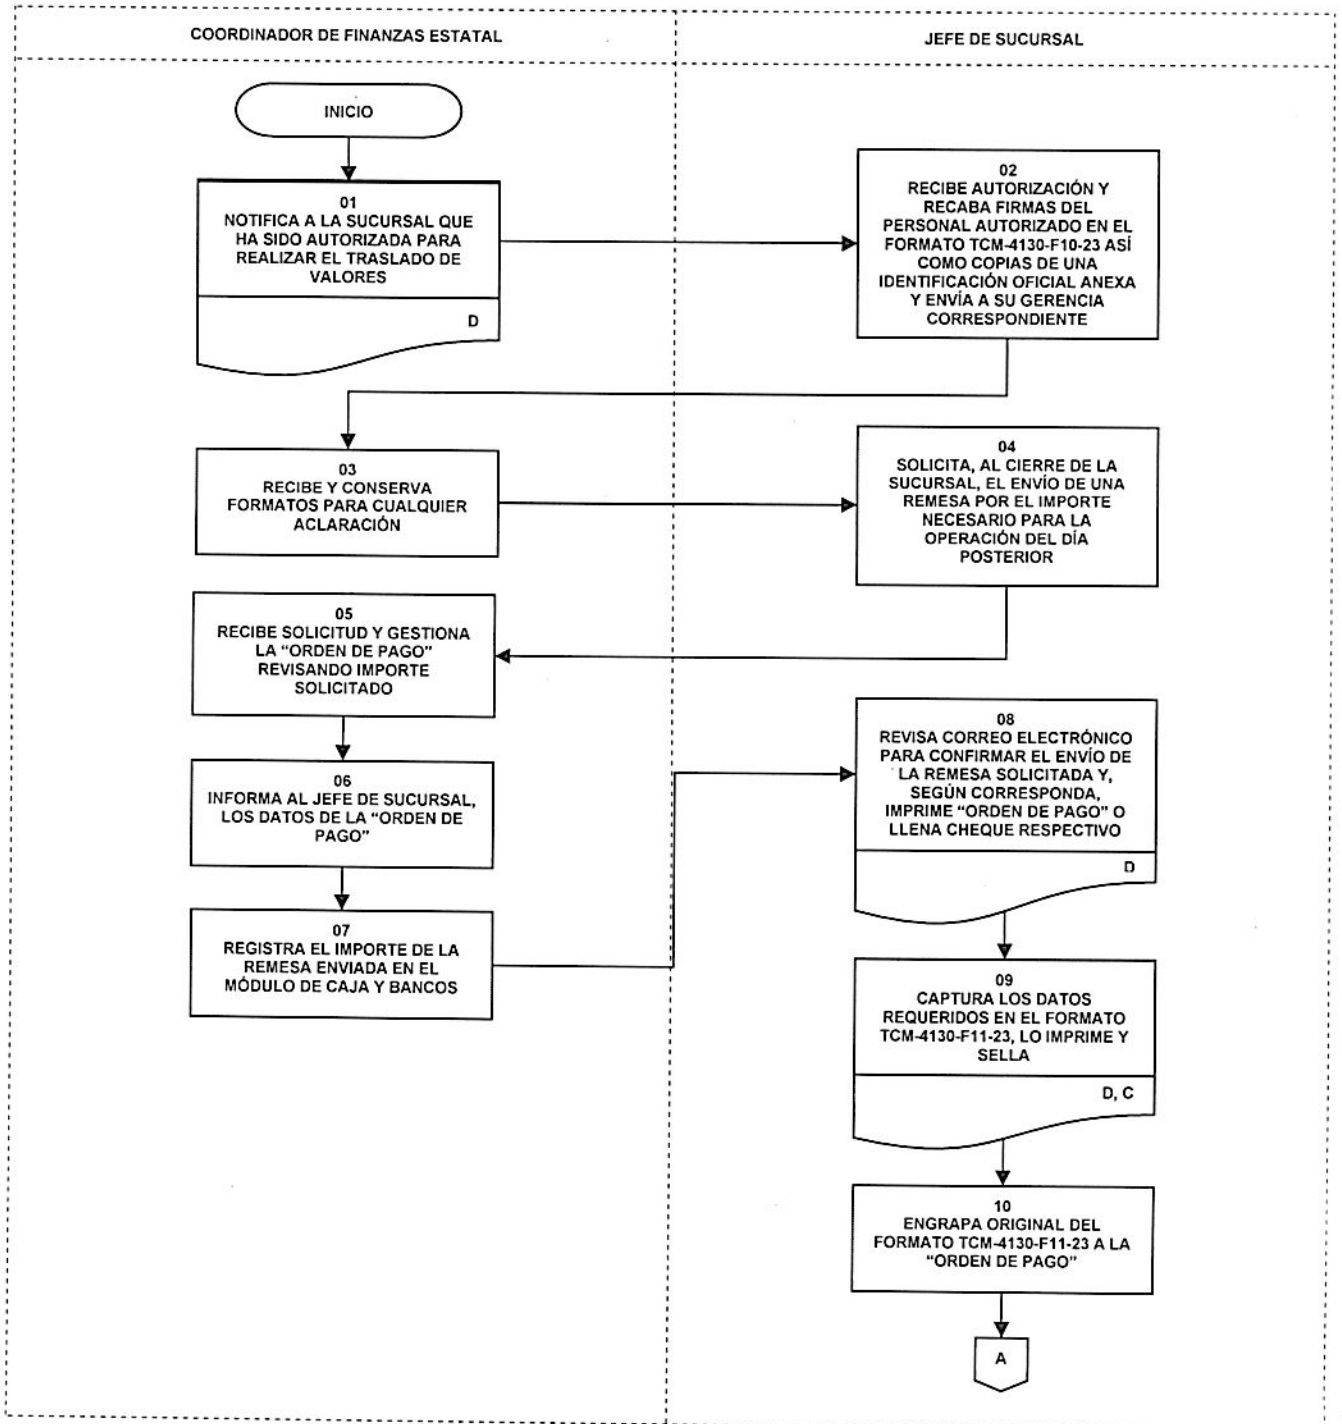 COORDINADOR DE FINANZAS ESTATAL
JEFE DE SUCURSAL
INICIO
01
NOTIFICA A LA SUCURSAL QUE
HA SIDO AUTORIZADA PARA
REALIZAR EL TRASLADO DE
VALORES
D
02
RECIBE AUTORIZACIÓN Y
RECABA FIRMAS DEL
PERSONAL AUTORIZADO EN EL
FORMATO TCM-4130-F10-23 ASÍ
COMO COPIAS DE UNA
IDENTIFICACIÓN OFICIAL ANEXA
Y ENVÍA A SU GERENCIA
CORRESPONDIENTE
03
RECIBE Y CONSERVA
FORMATOS PARA CUALQUIER
ACLARACIÓN
04
SOLICITA, AL CIERRE DE LA
SUCURSAL, EL ENVÍO DE UNA
REMESA POR EL IMPORTE
NECESARIO PARA LA
OPERACIÓN DEL DÍA
POSTERIOR
05
RECIBE SOLICITUD Y GESTIONA
LA “ORDEN DE PAGO”
REVISANDO IMPORTE
SOLICITADO
06
INFORMA AL JEFE DE SUCURSAL,
LOS DATOS DE LA “ORDEN DE
PAGO”
07
REGISTRA EL IMPORTE DE LA
REMESA ENVIADA EN EL
MÓDULO DE CAJA Y BANCOS
08
REVISA CORREO ELECTRÓNICO
PARA CONFIRMAR EL ENVÍO DE
LA REMESA SOLICITADA Y,
SEGÚN CORRESPONDA,
IMPRIME “ORDEN DE PAGO” O
LLENA CHEQUE RESPECTIVO
D
09
CAPTURA LOS DATOS
REQUERIDOS EN EL FORMATO
TCM-4130-F11-23, LO IMPRIME Y
SELLA
D, C
10
ENGRAPA ORIGINAL DEL
FORMATO TCM-4130-F11-23 A LA
“ORDEN DE PAGO”
A